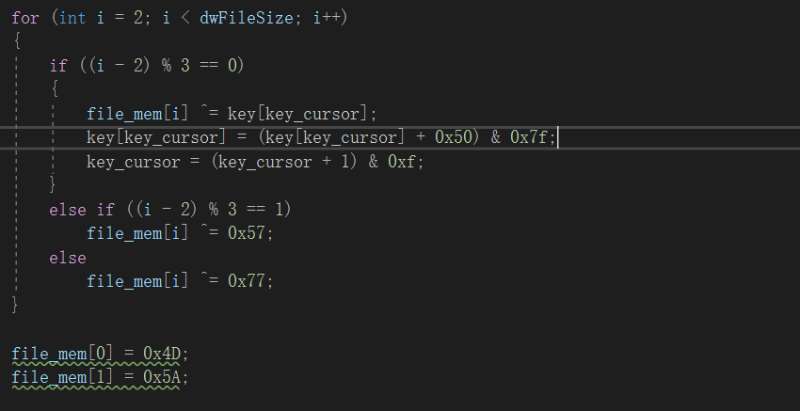 for (int i = 2; i < dwFileSize; i++)
{
if ((i - 2) % 3 == 0)
{
file_mem[i] ^= key[key_cursor];
key[key_cursor] = (key[key_cursor] + 0x50) & 0x7f;
key_cursor = (key_cursor + 1) & 0xf;
}
else if ((i - 2) % 3 == 1)
file_mem[i] ^= 0x57;
else
file_mem[i] ^= 0x77;
}
file_mem[0] = 0x4D;
file_mem[1] = 0x5A;